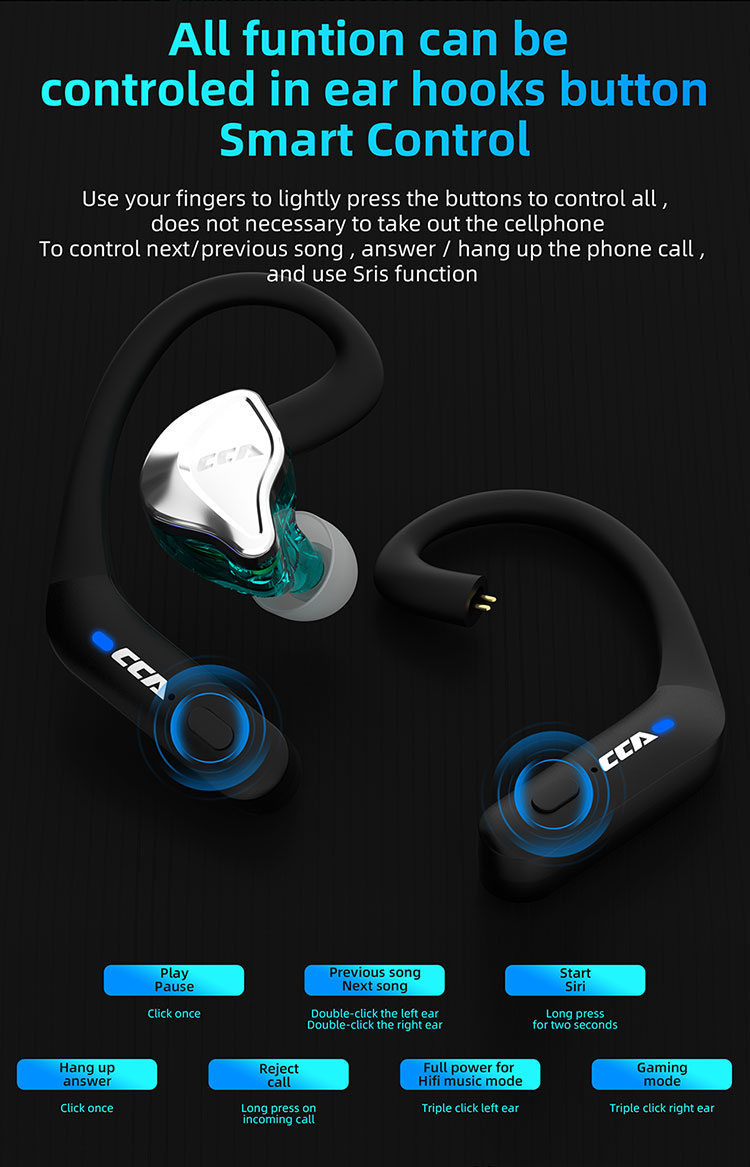 All funtion can be
controled in ear hooks button
Smart Control
Use your fingers to lightly press the buttons to control all ,
does not necessary to take out the cellphone
To control next/previous song , answer / hang up the phone call ,
and use Sris function
CCA
CCA
CCA
Play
Pause
Click once
Previous song
Next song
Double-click the left ear
Double-click the right ear
Start
Siri
Long press
for two seconds
Hang up
answer
Click once
Reject
call
Long press on
incoming call
Full power for
Hifi music mode
Triple click left ear
Gaming
mode
Triple click right ear